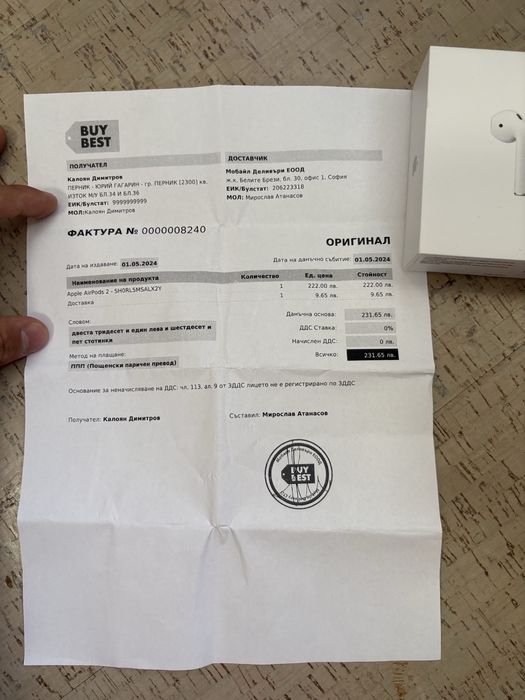 BUY
BEST
ПОЛУЧАТЕЛ
Калоян Димитров
ПЕРНИК - ЮРИЙ ГАГАРИН - гр. ПЕРНИК [2300] кв.
ИЗТОК М/У БЛ.34 И БЛ.36
ЕИК/Булстат: 9999999999
МОЛ:Калоян Димитров
ДОСТАВЧИК
Мобайл Деливъри ЕООД
ж.к. Белите Брези, бл. 30, офис 1, София
ЕИК/Булстат: 206223318
МОЛ: Мирослав Атанасов
ФАКТУРА № 0000008240
ОРИГИНАЛ
Дата на издаване: 01.05.2024
Дата на данъчно събитие: 01.05.2024
Наименование на продукта Количество Ед. цена Стойност
Apple AirPods 2 - SH0RL5MSALX2Y 1 222.00 лв. 222.00 лв.
Доставка 1 9.65 лв. 9.65 лв.
Словом:
двеста тридесет и един лева и шестдесет и
пет стотинки
Данъчна основа: 231.65 лв.
ДДС Ставка: 0%
Начислен ДДС: 0 лв.
Всичко: 231.65 лв.
Метод на плащане:
ППП (Пощенски паричен превод)
Основание за неначисляване на ДДС: чл. 113, ал. 9 от ЗДДС лицето не е регистрирано по ЗДДС
Получател: Калоян Димитров
Съставил: Мирослав Атанасов
Мобайл Деливъри ЕООД
BUY
BEST